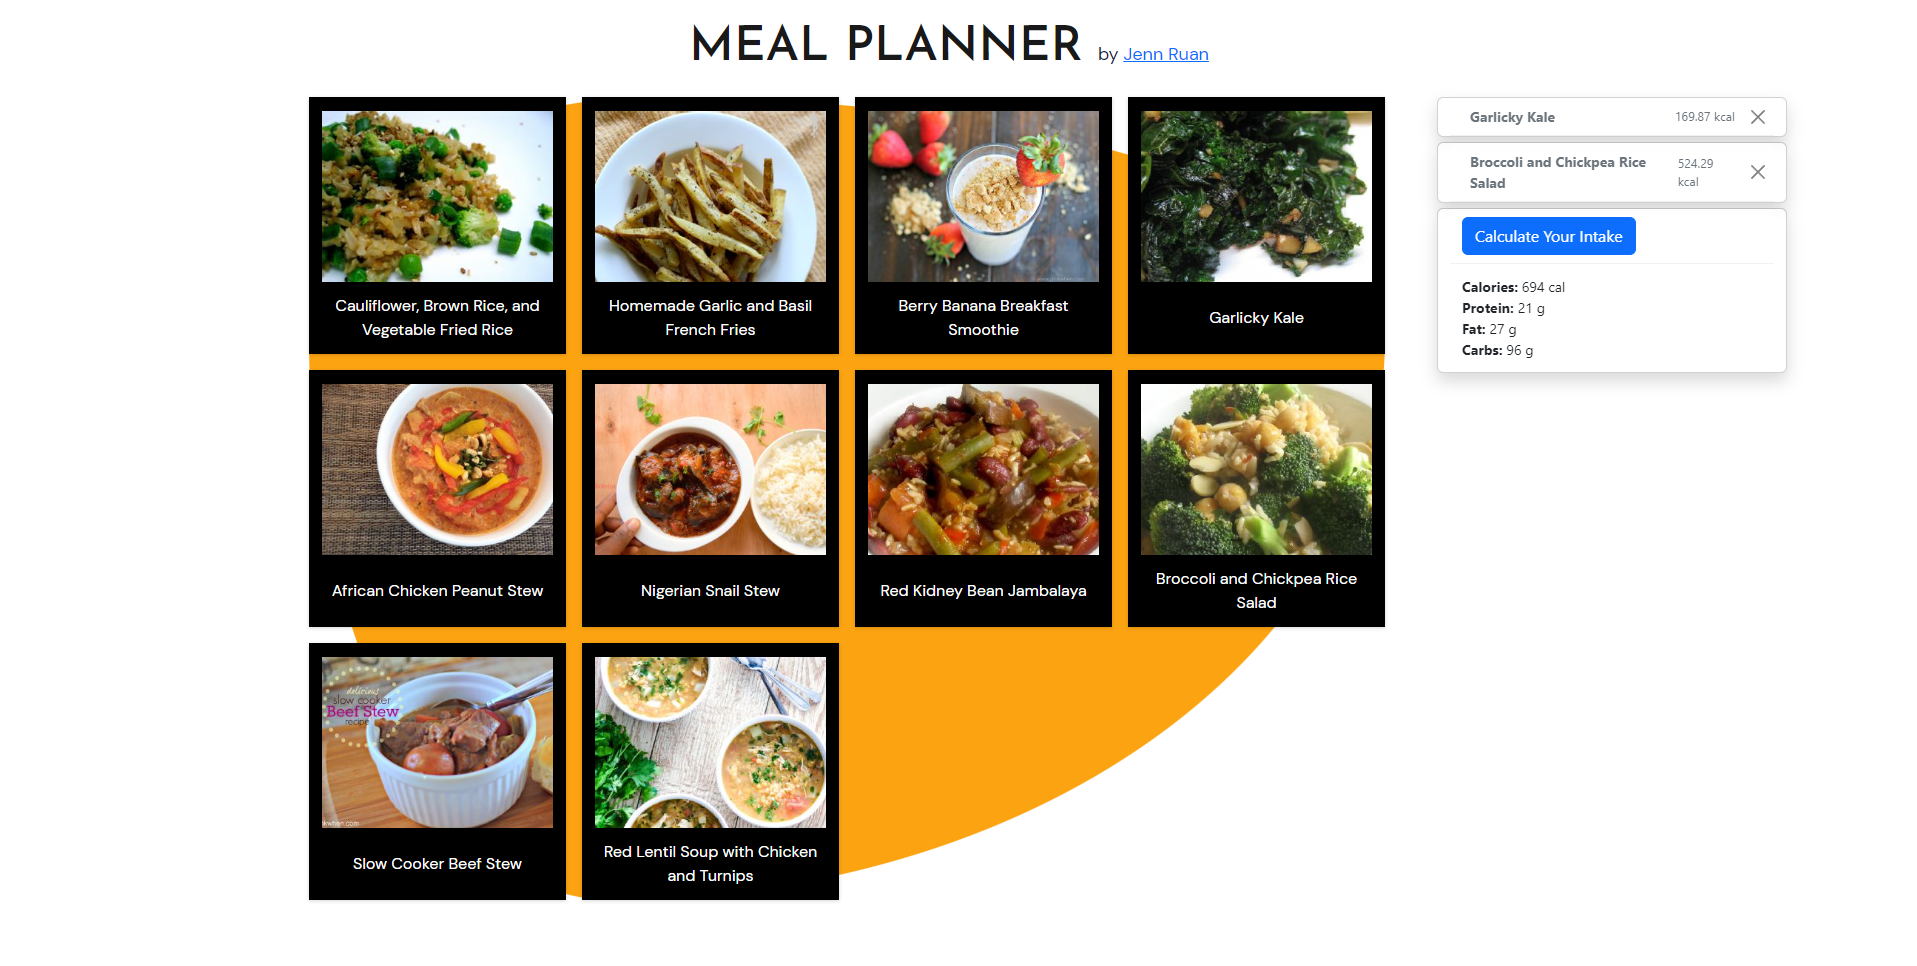 MEAL PLANNER by Jenn Ruan
Cauliflower, Brown Rice, and
Vegetable Fried Rice
Homemade Garlic and Basil
French Fries
Berry Banana Breakfast
Smoothie
Garlicky Kale
African Chicken Peanut Stew
Nigerian Snail Stew
Red Kidney Bean Jambalaya
Broccoli and Chickpea Rice
Salad
delicious
slow cooker
Beef Stew
recipe
Slow Cooker Beef Stew
Red Lentil Soup with Chicken
and Turnips
Garlicky Kale 169.87 kcal
Broccoli and Chickpea Rice 524.29
Salad kcal
Calculate Your Intake
Calories: 694 cal
Protein: 21 g
Fat: 27 g
Carbs: 96 g